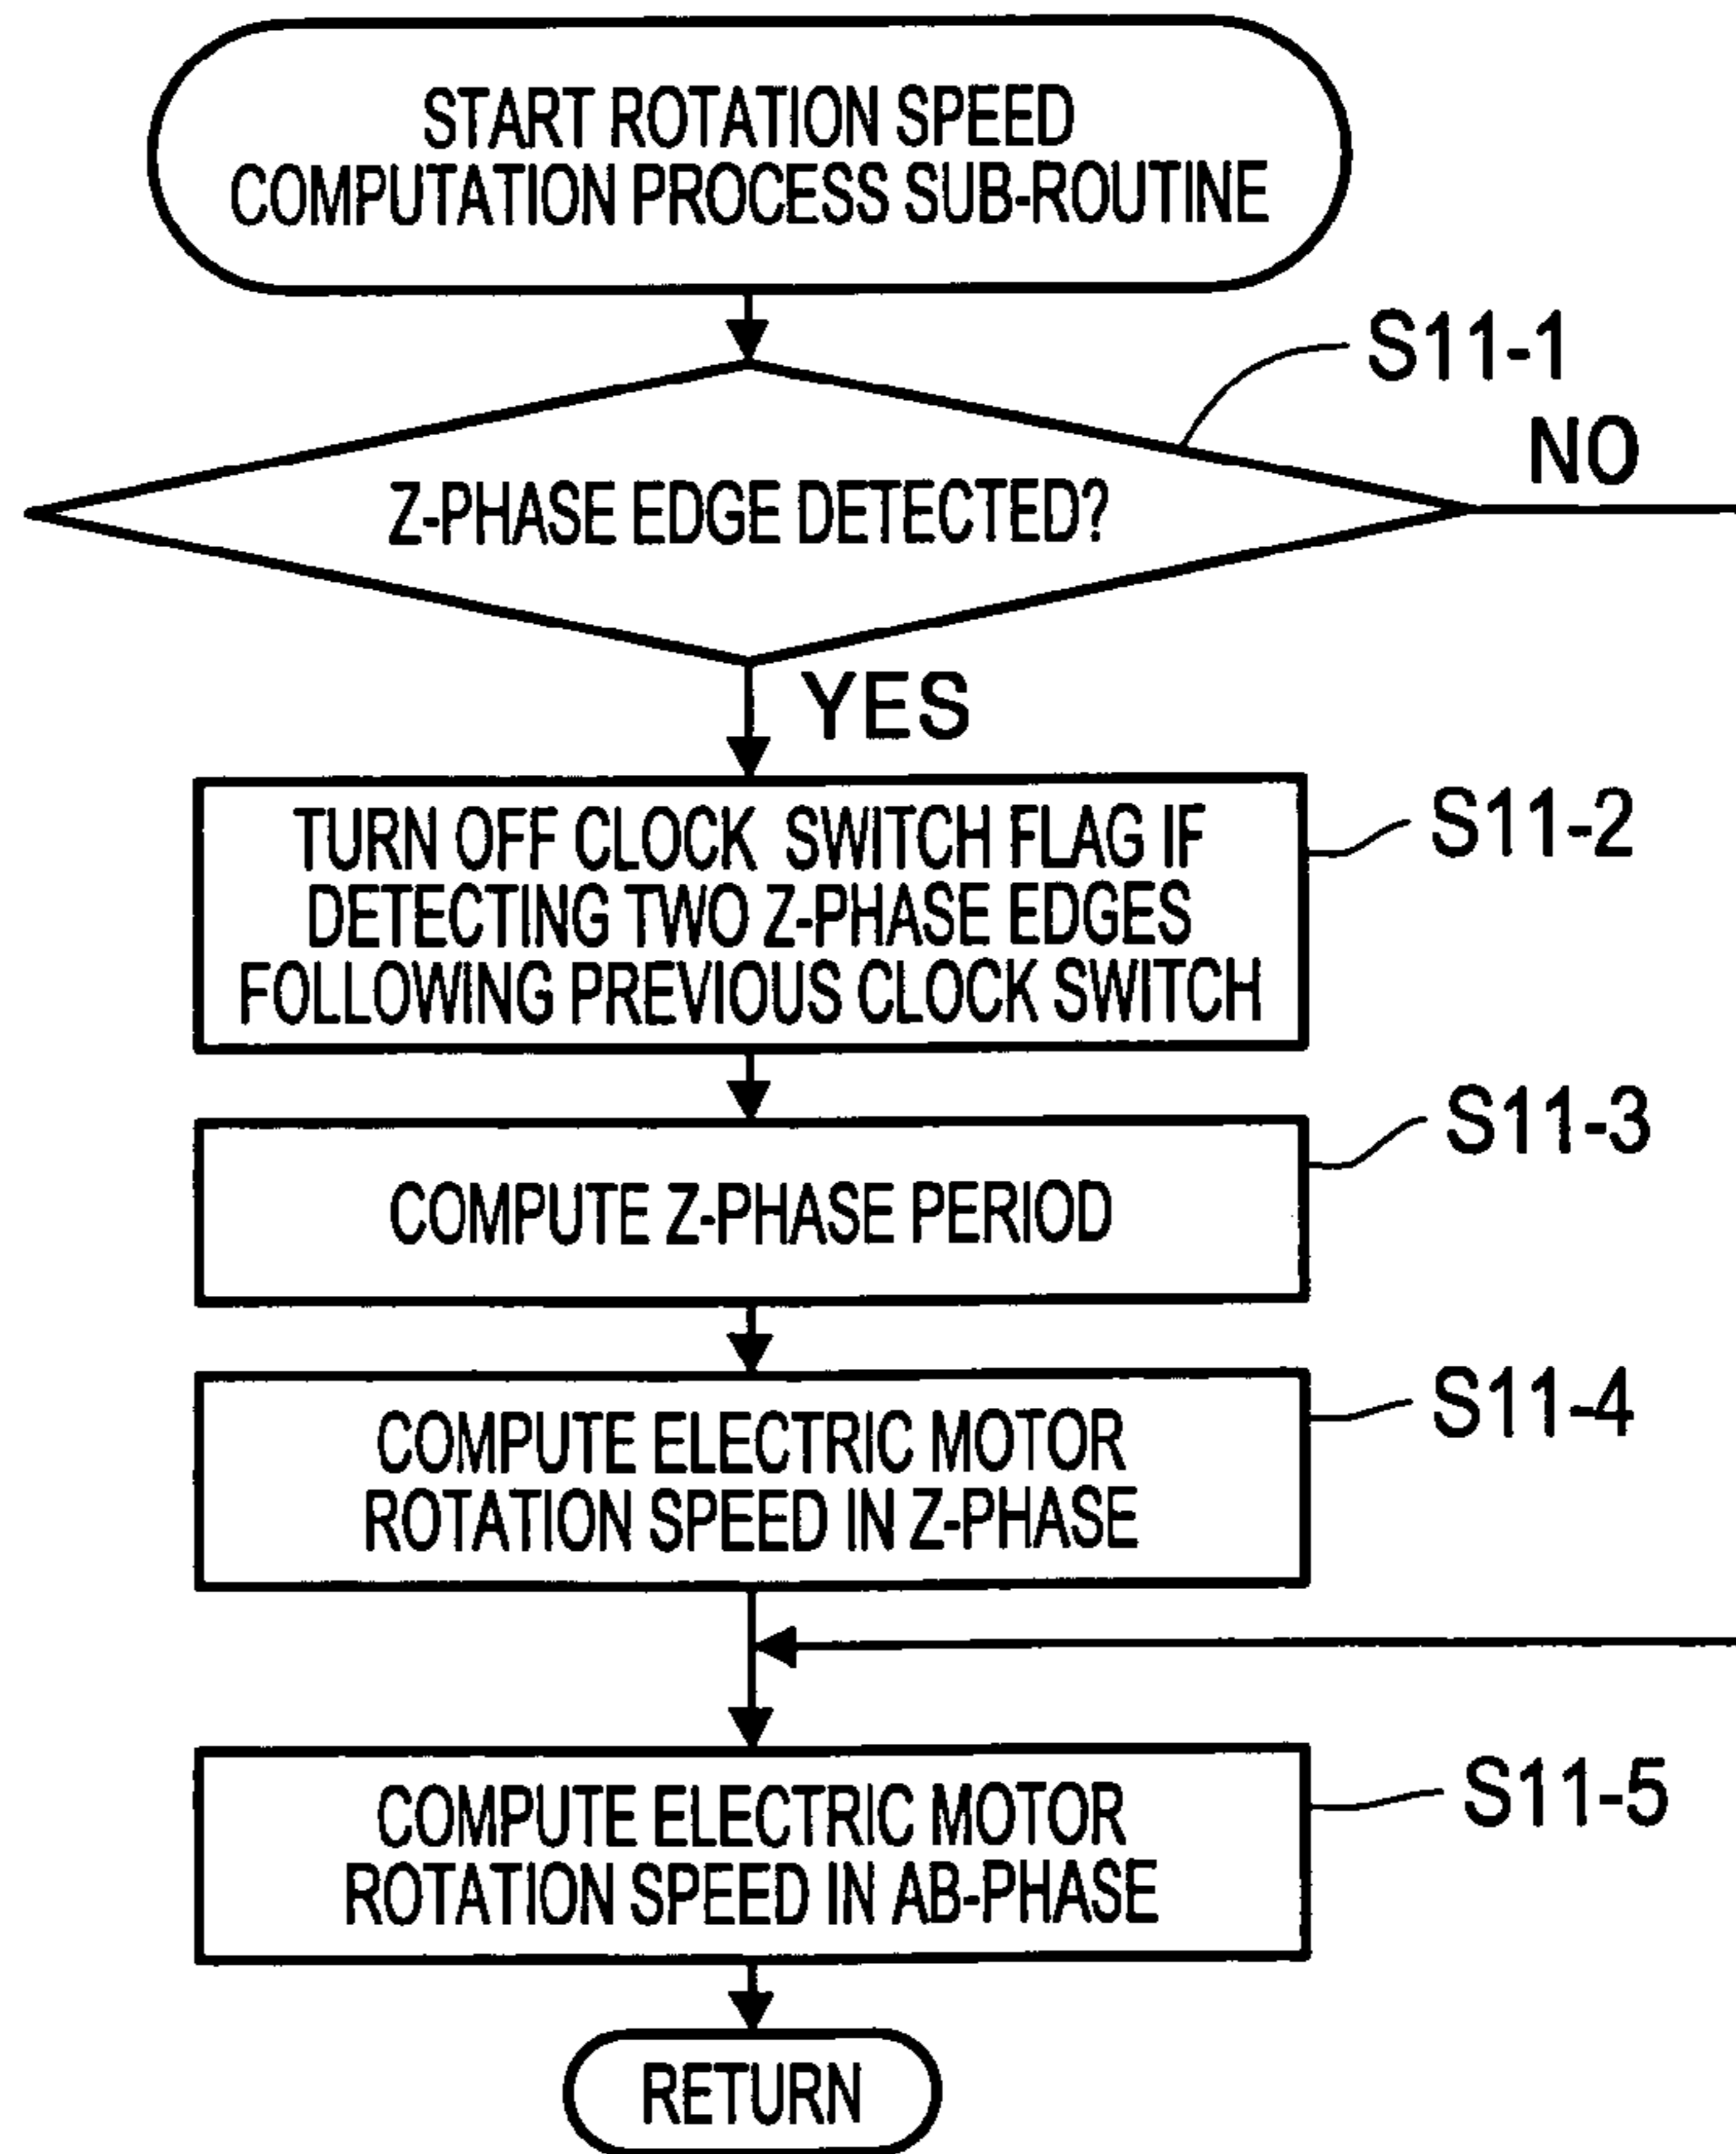 START ROTATION SPEED
COMPUTATION PROCESS SUB-ROUTINE
S11-1
NO
Z-PHASE EDGE DETECTED?
YES
TURN OFF CLOCK SWITCH FLAG IF
DETECTING TWO Z-PHASE EDGES
FOLLOWING PREVIOUS CLOCK SWITCH
S11-2
COMPUTE Z-PHASE PERIOD
S11-3
COMPUTE ELECTRIC MOTOR
ROTATION SPEED IN Z-PHASE
S11-4
COMPUTE ELECTRIC MOTOR
ROTATION SPEED IN AB-PHASE
S11-5
RETURN